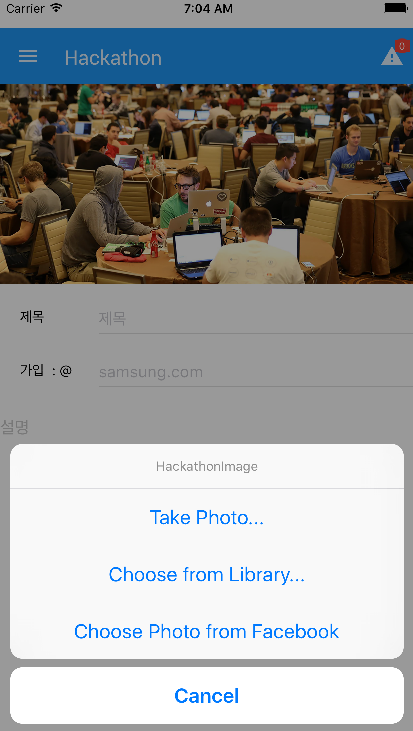 Carrier 7:04 AM
Hackathon 0
제목 제목
가입 : @ samsung.com
설명
HackathonImage
Take Photo...
Choose from Library...
Choose Photo from Facebook
Cancel